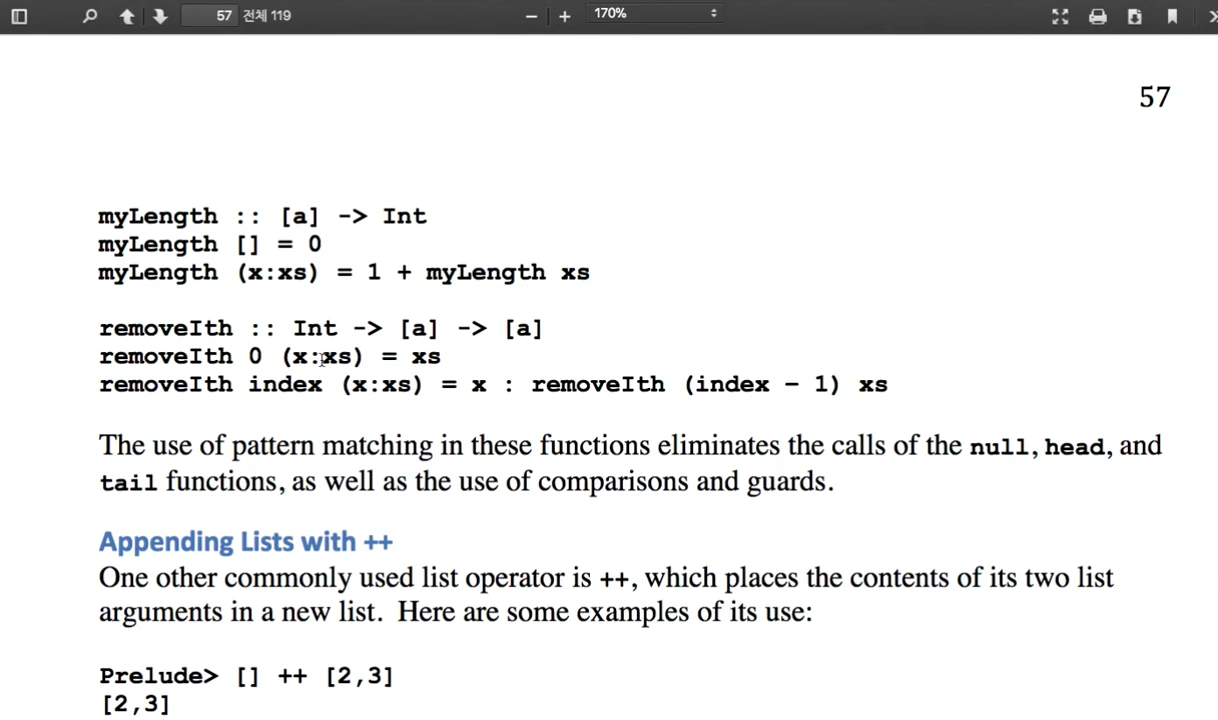 57 전체 119
170%
57
myLength :: [a] -> Int
myLength [] = 0
myLength (x:xs) = 1 + myLength xs
removeIth :: Int -> [a] -> [a]
removeIth 0 (x:xs) = xs
removeIth index (x:xs) = x : removeIth (index – 1) xs
The use of pattern matching in these functions eliminates the calls of the null, head, and
tail functions, as well as the use of comparisons and guards.
Appending Lists with ++
One other commonly used list operator is ++, which places the contents of its two list
arguments in a new list.  Here are some examples of its use:
Prelude> [] ++ [2,3]
[2,3]